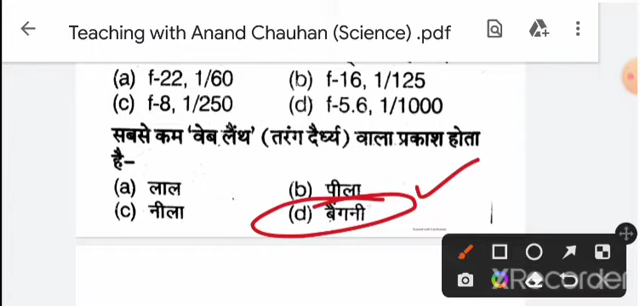 Teaching with Anand Chauhan (Science) .pdf
(a) f-22, 1/60 (b) f-16, 1/125
(c) f-8, 1/250 (d) f-5.6, 1/1000
सबसे कम ‘वेब लैंथ’ (तरंग दैर्ध्य) वाला प्रकाश होता
है–
(a) लाल (b) पीला
(c) नीला (d) बैंगनी
XRecorder